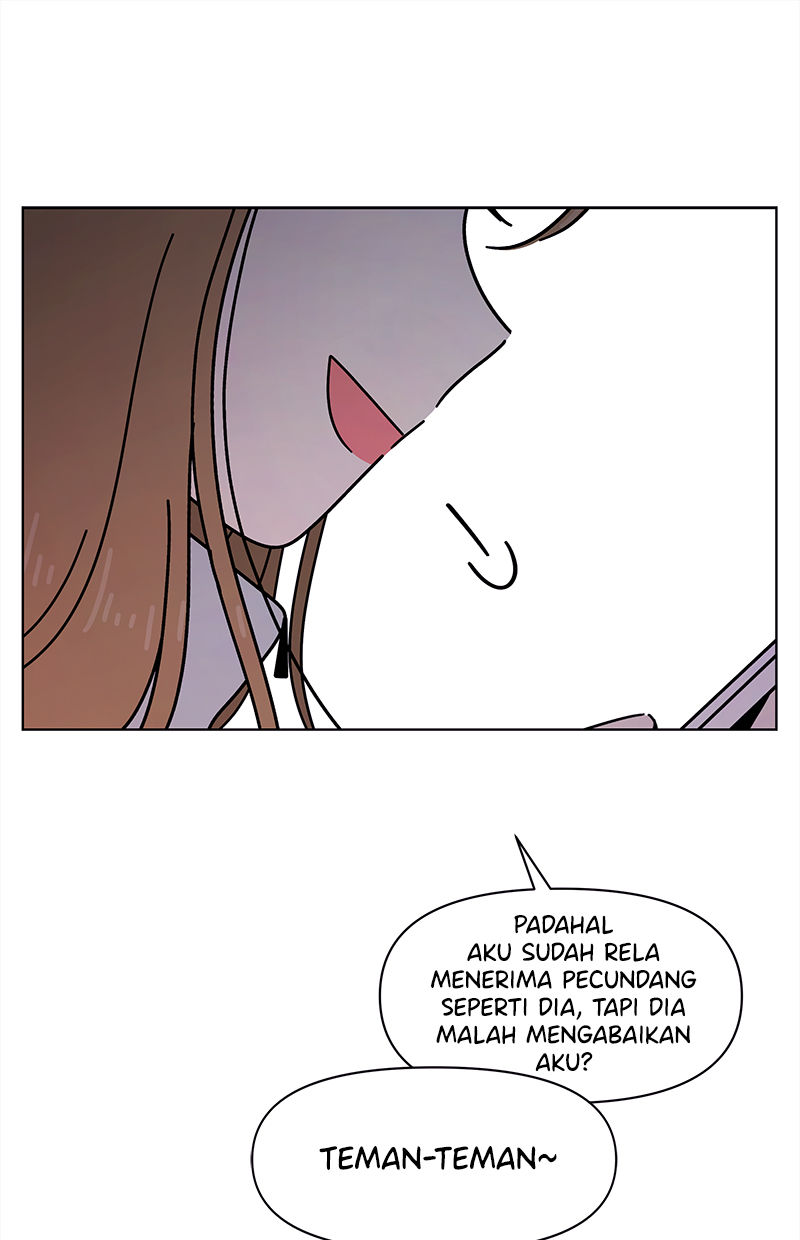 PADAHAL
AKU SUDAH RELA
MENERIMA PECUNDANG
SEPERTI DIA, TAPI DIA
MALAH MENGABAIKAN
AKU?
TEMAN-TEMAN~